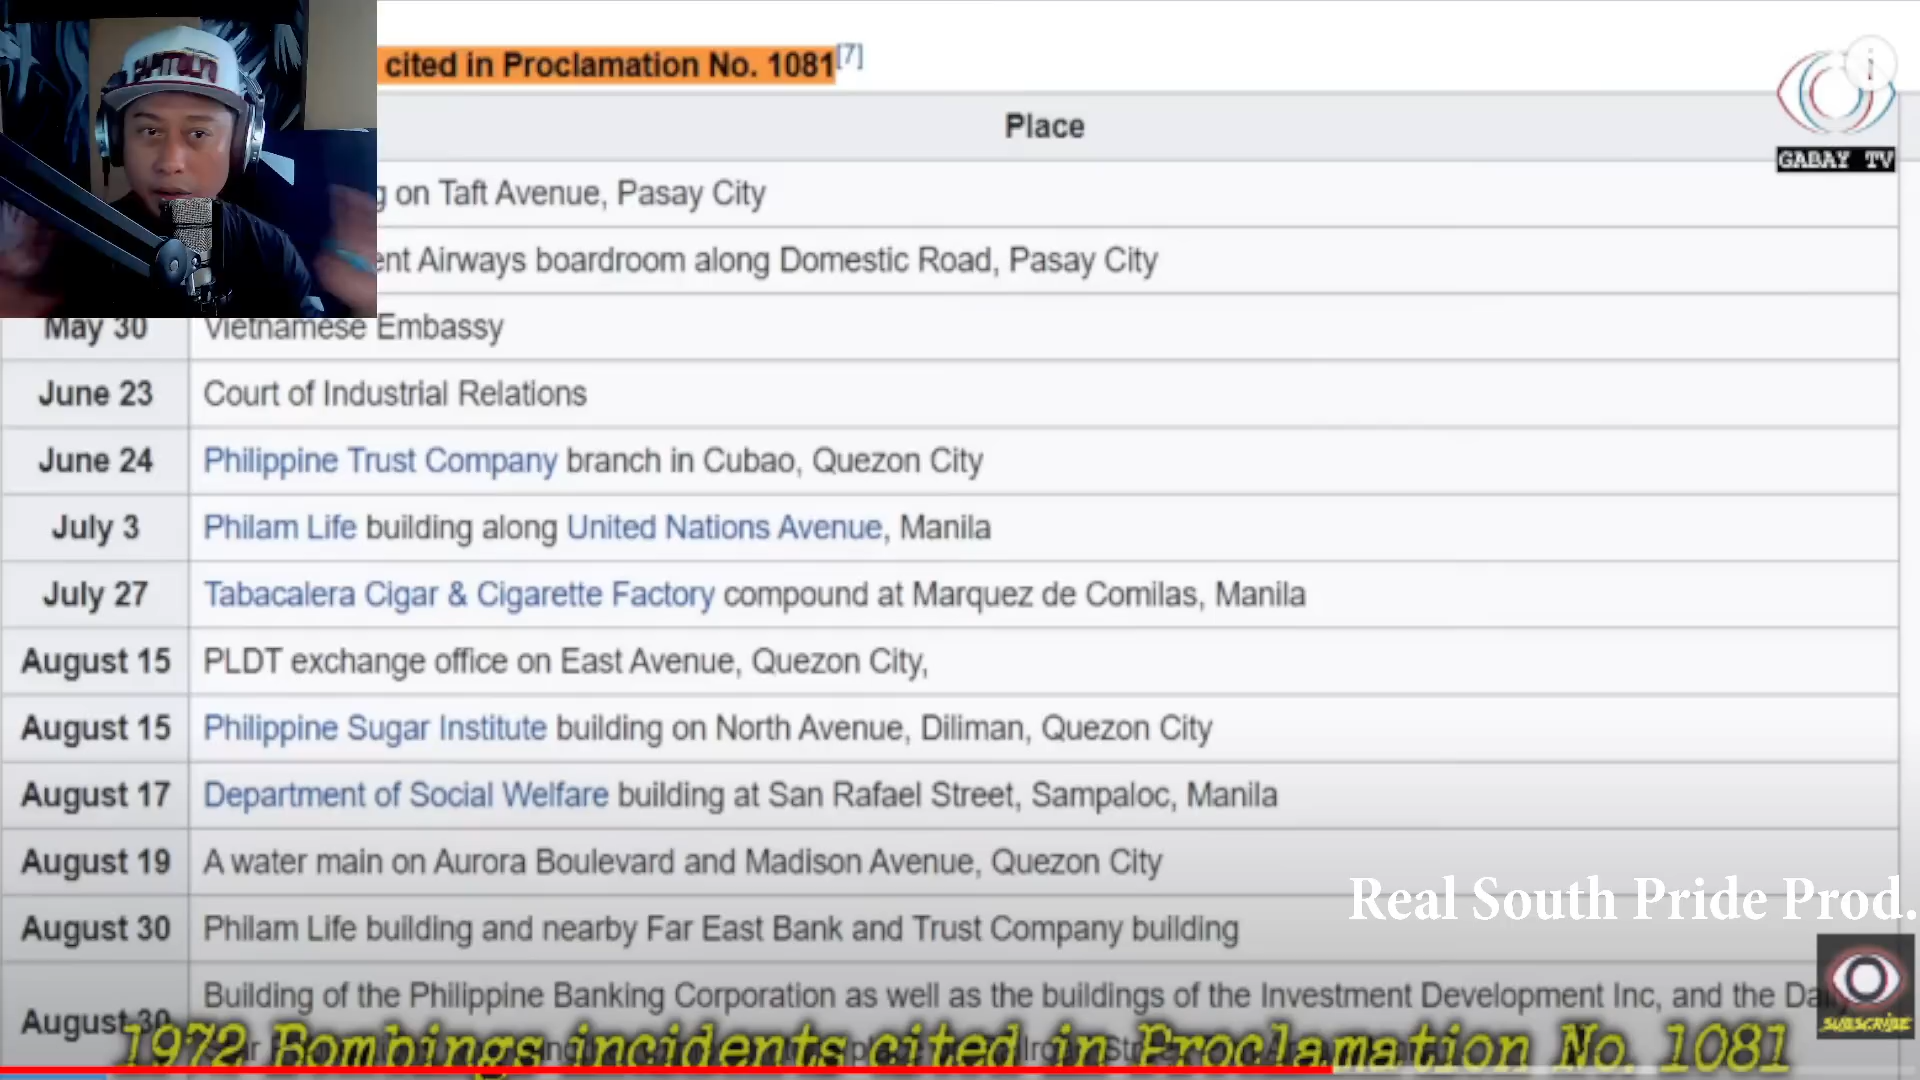 cited in Proclamation No. 1081[7]
Place
GABAY TV
g on Taft Avenue, Pasay City
ent Airways boardroom along Domestic Road, Pasay City
May 30 Vietnamese Embassy
June 23 Court of Industrial Relations
June 24 Philippine Trust Company branch in Cubao, Quezon City
July 3 Philam Life building along United Nations Avenue, Manila
July 27 Tabacalera Cigar & Cigarette Factory compound at Marquez de Comilas, Manila
August 15 PLDT exchange office on East Avenue, Quezon City,
August 15 Philippine Sugar Institute building on North Avenue, Diliman, Quezon City
August 17 Department of Social Welfare building at San Rafael Street, Sampaloc, Manila
August 19 A water main on Aurora Boulevard and Madison Avenue, Quezon City
Real South Pride Prod.
August 30 Philam Life building and nearby Far East Bank and Trust Company building
August 30 Building of the Philippine Banking Corporation as well as the buildings of the Investment Development Inc, and the
SUBSCRIBE
1972 Bombings incidents cited in Proclamation No. 1081